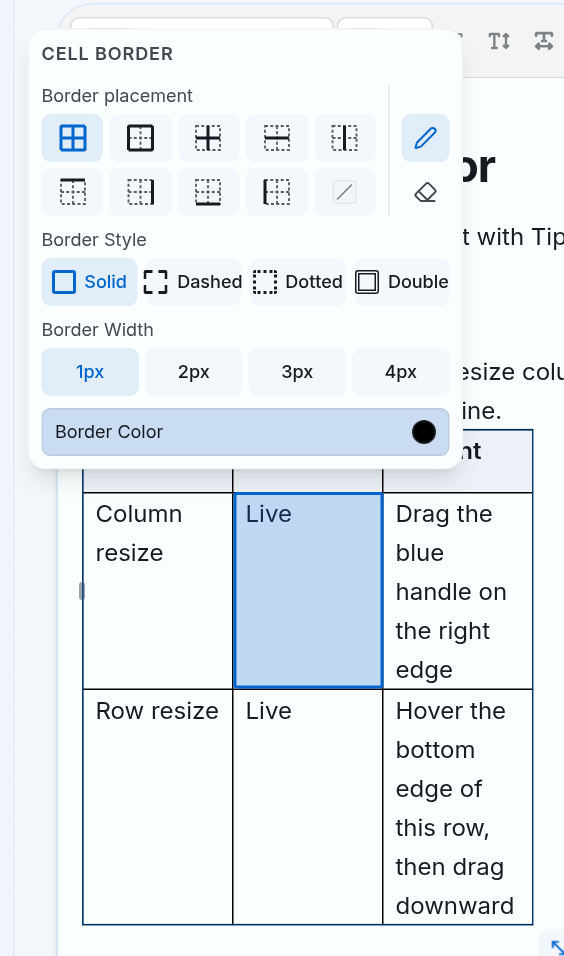 CELL BORDER
Border placement
Border Style
Solid Dashed Dotted Double
Border Width
1px 2px 3px 4px
Border Color
or
t with Tip
esize colu
ine.
nt
Column
resize
Live
Drag the
blue
handle on
the right
edge
Row resize
Live
Hover the
bottom
edge of
this row,
then drag
downward